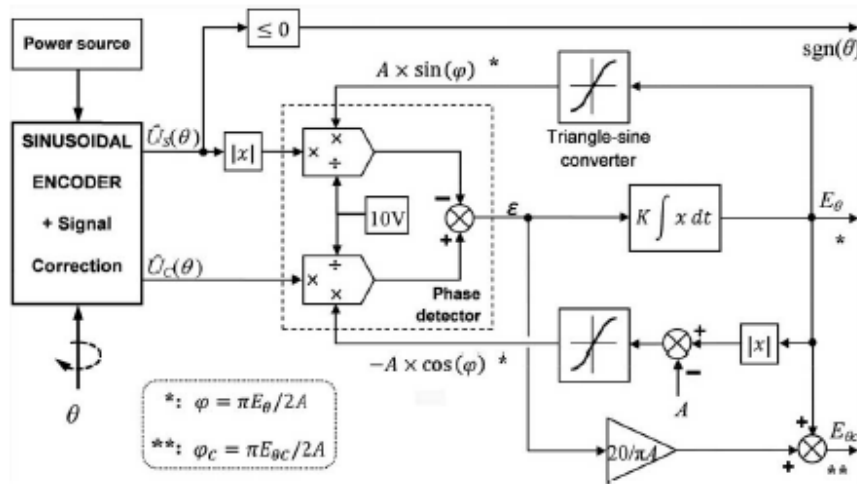 Power source
≤ 0
sgn(θ)
A × sin(φ) *
SINUSOIDAL
ENCODER
+ Signal
Correction
Û_S(θ)
|x|
×
×
÷
Triangle-sine
converter
10V
−
+
ε
K ∫ x dt
E_θ
*
Û_C(θ)
÷
×
×
Phase
detector
−A × cos(φ) *
+
−
A
|x|
θ
*: φ = πE_θ/2A
**: φ_C = πE_θc/2A
20/πA
+
+
E_θc
**